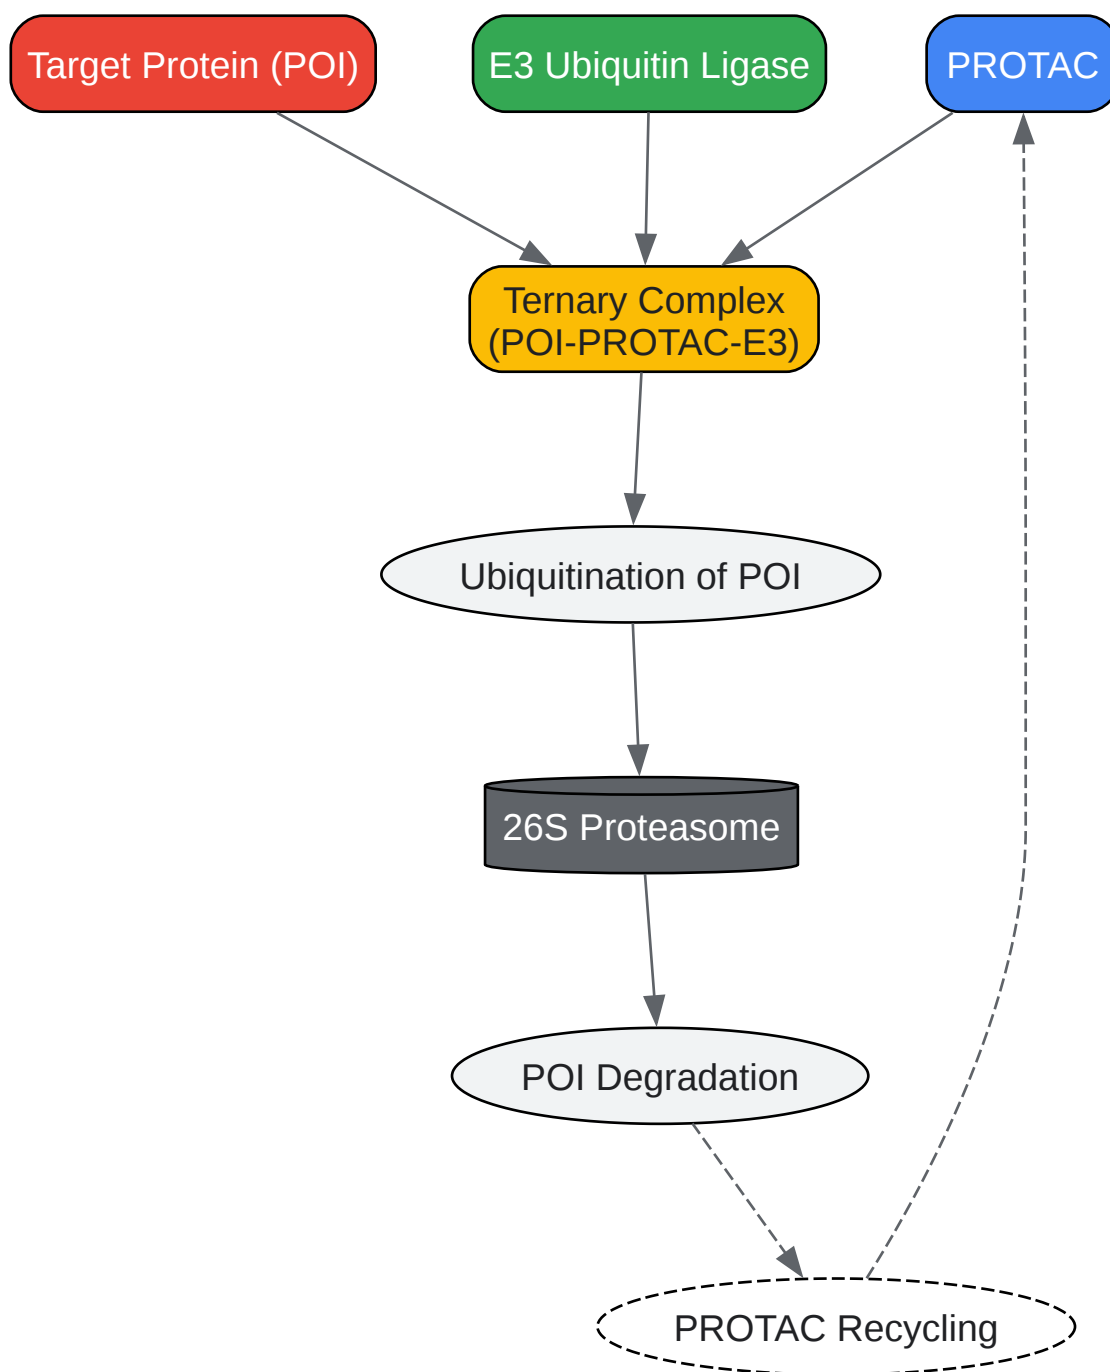 Target Protein (POI)
E3 Ubiquitin Ligase
PROTAC
Ternary Complex
(POI-PROTAC-E3)
Ubiquitination of POI
26S Proteasome
POI Degradation
PROTAC Recycling